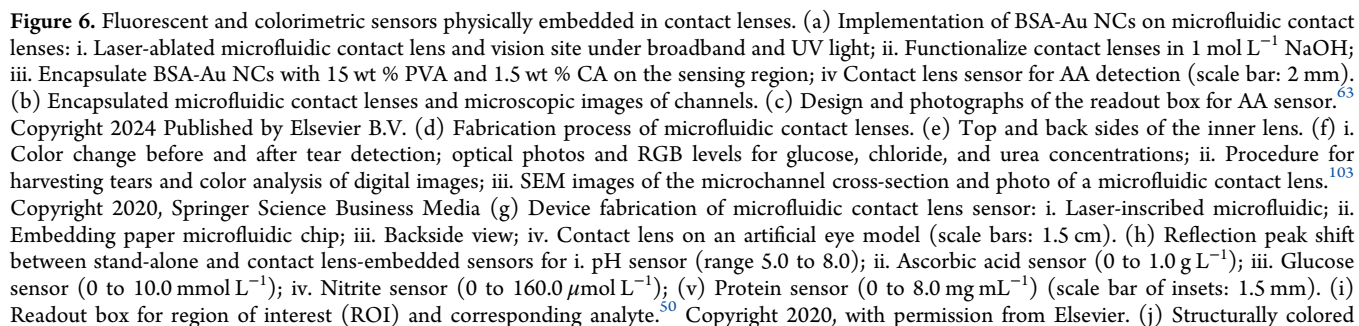 Figure 6. Fluorescent and colorimetric sensors physically embedded in contact lenses. (a) Implementation of BSA-Au NCs on microfluidic contact
lenses: i. Laser-ablated microfluidic contact lens and vision site under broadband and UV light; ii. Functionalize contact lenses in 1 mol L⁻¹ NaOH;
iii. Encapsulate BSA-Au NCs with 15 wt % PVA and 1.5 wt % CA on the sensing region; iv Contact lens sensor for AA detection (scale bar: 2 mm).
(b) Encapsulated microfluidic contact lenses and microscopic images of channels. (c) Design and photographs of the readout box for AA sensor.⁶³
Copyright 2024 Published by Elsevier B.V. (d) Fabrication process of microfluidic contact lenses. (e) Top and back sides of the inner lens. (f) i.
Color change before and after tear detection; optical photos and RGB levels for glucose, chloride, and urea concentrations; ii. Procedure for
harvesting tears and color analysis of digital images; iii. SEM images of the microchannel cross-section and photo of a microfluidic contact lens.¹⁰³
Copyright 2020, Springer Science Business Media (g) Device fabrication of microfluidic contact lens sensor: i. Laser-inscribed microfluidic; ii.
Embedding paper microfluidic chip; iii. Backside view; iv. Contact lens on an artificial eye model (scale bars: 1.5 cm). (h) Reflection peak shift
between stand-alone and contact lens-embedded sensors for i. pH sensor (range 5.0 to 8.0); ii. Ascorbic acid sensor (0 to 1.0 g L⁻¹); iii. Glucose
sensor (0 to 10.0 mmol L⁻¹); iv. Nitrite sensor (0 to 160.0 μmol L⁻¹); (v) Protein sensor (0 to 8.0 mg mL⁻¹) (scale bar of insets: 1.5 mm). (i)
Readout box for region of interest (ROI) and corresponding analyte.⁵⁰ Copyright 2020, with permission from Elsevier. (j) Structurally colored